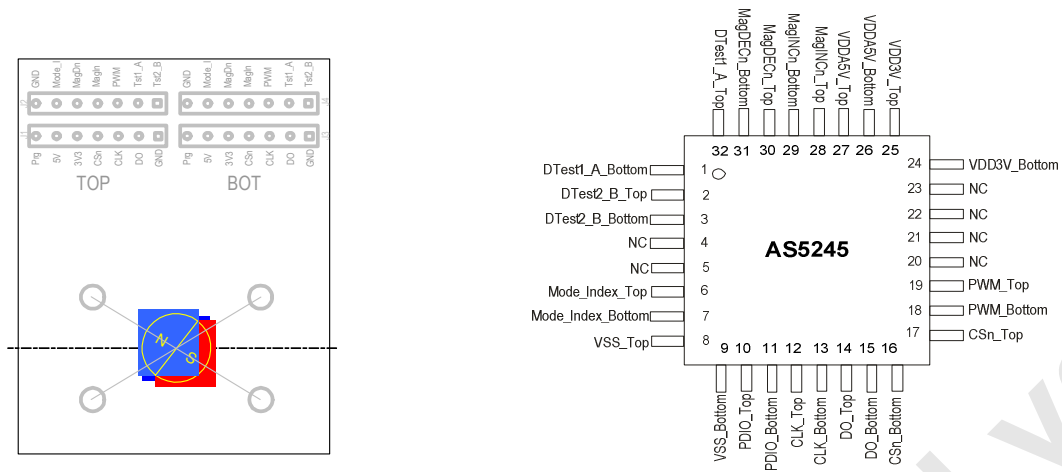 GND Mode_I MagDn MagIn PWM Tst1_A Tst2_B
GND Mode_I MagDn MagIn PWM Tst1_A Tst2_B
J2
J4
J1
J3
Prg 5V 3V3 CSn CLK DO GND
Prg 5V 3V3 CSn CLK DO GND
TOP
BOT
N S
DTest1_A_Top
MagDECn_Bottom
MagDECn_Top
MagINCn_Bottom
MagINCn_Top
VDDA5V_Top
VDDA5V_Bottom
VDD3V_Top
32 31 30 29 28 27 26 25
DTest1_A_Bottom 1
DTest2_B_Top 2
DTest2_B_Bottom 3
NC 4
NC 5
Mode_Index_Top 6
Mode_Index_Bottom 7
VSS_Top 8
AS5245
24 VDD3V_Bottom
23 NC
22 NC
21 NC
20 NC
19 PWM_Top
18 PWM_Bottom
17 CSn_Top
9 10 11 12 13 14 15 16
VSS_Bottom
PDIO_Top
PDIO_Bottom
CLK_Top
CLK_Bottom
DO_Top
DO_Bottom
CSn_Bottom